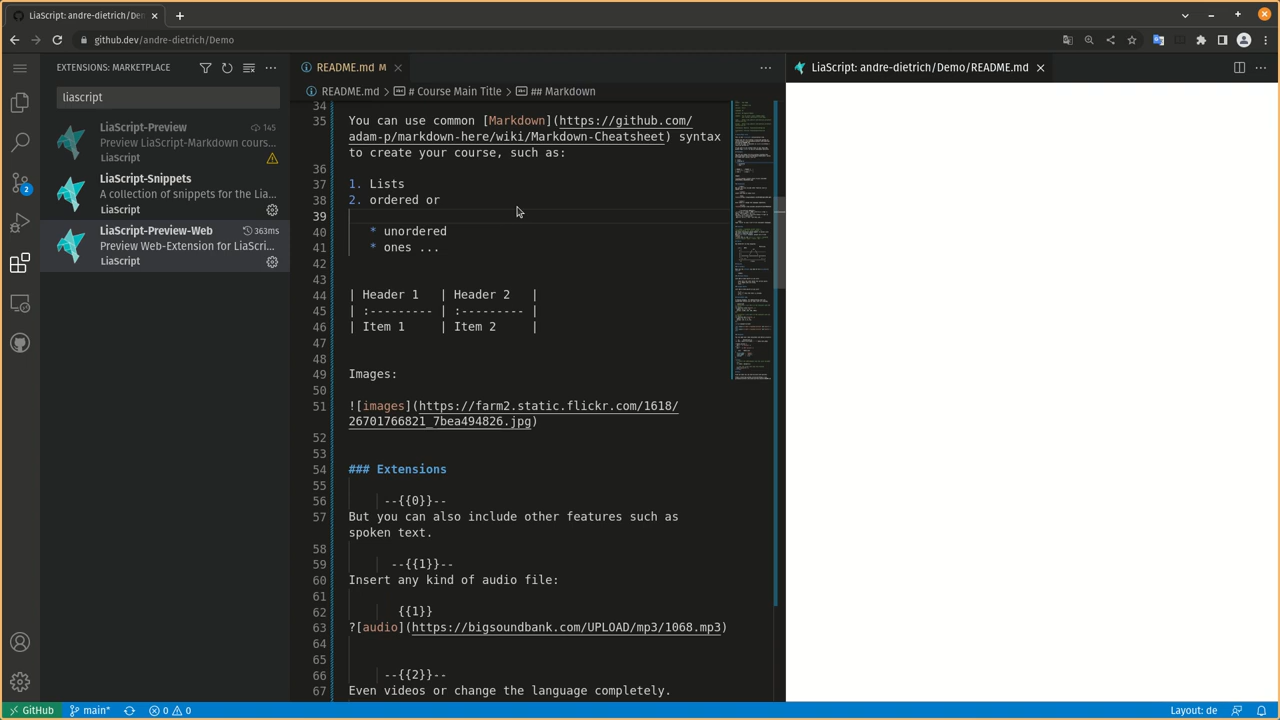 LiaScript: andre-dietrich/Demo
github.dev/andre-dietrich/Demo
EXTENSIONS: MARKETPLACE
liascript
LiaScript-Preview 145
Preview LiaScript-Markdown cours...
Liascript
LiaScript-Snippets
A collection of snippets for the Lia...
Liascript
LiaScript-Preview-Web 363ms
Preview Web-Extension for LiaScri...
Liascript
2
README.md M
README.md > # Course Main Title > ## Markdown
34
35 You can use common [Markdown](https://github.com/
adam-p/markdown-here/wiki/Markdown-Cheatsheet) syntax
to create your course, such as:
36
37 1. Lists
38 2. ordered or
39
40 * unordered
41 * ones ...
42
43
44 | Header 1 | Header 2 |
45 | :-------- | :-------- |
46 | Item 1 | Item 2 |
47
48
49 Images:
50
51 ![images](https://farm2.static.flickr.com/1618/
26701766821_7bea494826.jpg)
52
53
54 ### Extensions
55
56 --{{0}}--
57 But you can also include other features such as
spoken text.
58
59 --{{1}}--
60 Insert any kind of audio file:
61
62 {{1}}
63 ?[audio](https://bigsoundbank.com/UPLOAD/mp3/1068.mp3)
64
65
66 --{{2}}--
67 Even videos or change the language completely.
LiaScript: andre-dietrich/Demo/README.md
GitHub main* 0 0 Layout: de